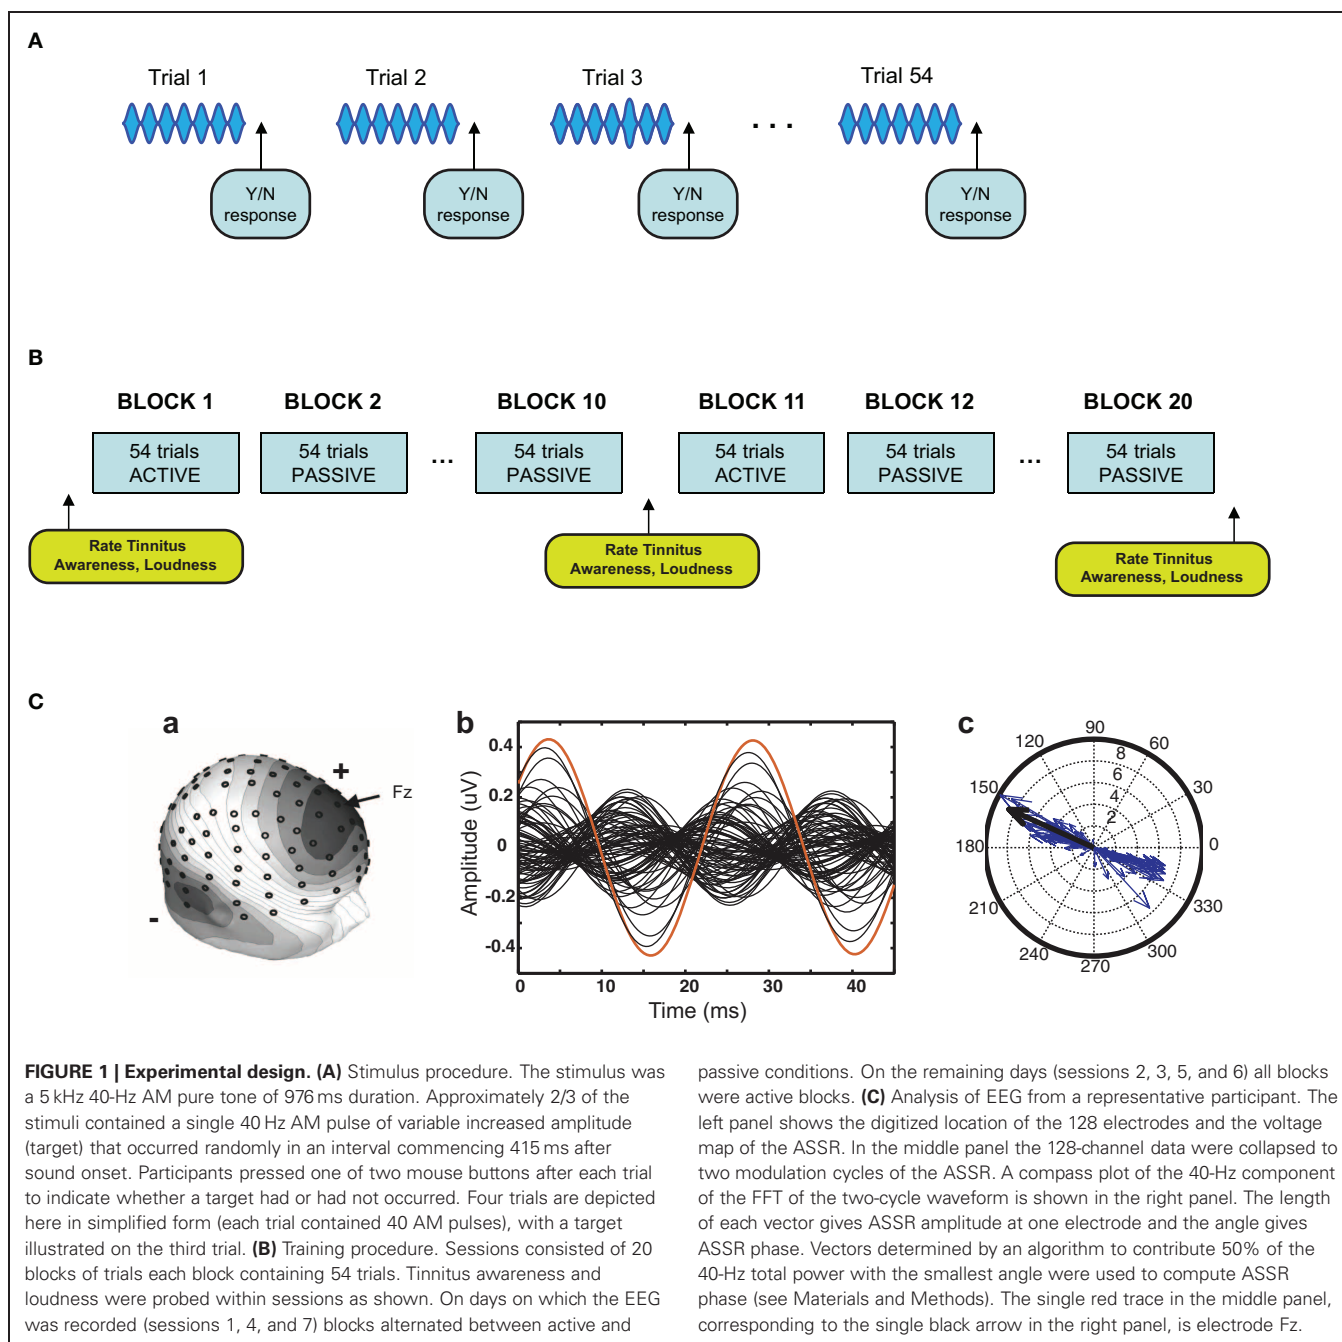 A
Trial 1
Trial 2
Trial 3
Trial 54
. . .
Y/N
response
Y/N
response
Y/N
response
Y/N
response
B
BLOCK 1
BLOCK 2
BLOCK 10
BLOCK 11
BLOCK 12
BLOCK 20
54 trials
ACTIVE
54 trials
PASSIVE
...
54 trials
PASSIVE
54 trials
ACTIVE
54 trials
PASSIVE
...
54 trials
PASSIVE
Rate Tinnitus
Awareness, Loudness
Rate Tinnitus
Awareness, Loudness
Rate Tinnitus
Awareness, Loudness
C
a
+
Fz
-
b
0.4
0.2
0
-0.2
-0.4
Amplitude (uV)
0
10
20
30
40
Time (ms)
c
90
120
60
150
30
180
0
210
330
240
300
270
8
6
4
2
FIGURE 1 | Experimental design. (A) Stimulus procedure. The stimulus was
a 5 kHz 40-Hz AM pure tone of 976 ms duration. Approximately 2/3 of the
stimuli contained a single 40 Hz AM pulse of variable increased amplitude
(target) that occurred randomly in an interval commencing 415 ms after
sound onset. Participants pressed one of two mouse buttons after each trial
to indicate whether a target had or had not occurred. Four trials are depicted
here in simplified form (each trial contained 40 AM pulses), with a target
illustrated on the third trial. (B) Training procedure. Sessions consisted of 20
blocks of trials each block containing 54 trials. Tinnitus awareness and
loudness were probed within sessions as shown. On days on which the EEG
was recorded (sessions 1, 4, and 7) blocks alternated between active and
passive conditions. On the remaining days (sessions 2, 3, 5, and 6) all blocks
were active blocks. (C) Analysis of EEG from a representative participant. The
left panel shows the digitized location of the 128 electrodes and the voltage
map of the ASSR. In the middle panel the 128-channel data were collapsed to
two modulation cycles of the ASSR. A compass plot of the 40-Hz component
of the FFT of the two-cycle waveform is shown in the right panel. The length
of each vector gives ASSR amplitude at one electrode and the angle gives
ASSR phase. Vectors determined by an algorithm to contribute 50% of the
40-Hz total power with the smallest angle were used to compute ASSR
phase (see Materials and Methods). The single red trace in the middle panel,
corresponding to the single black arrow in the right panel, is electrode Fz.